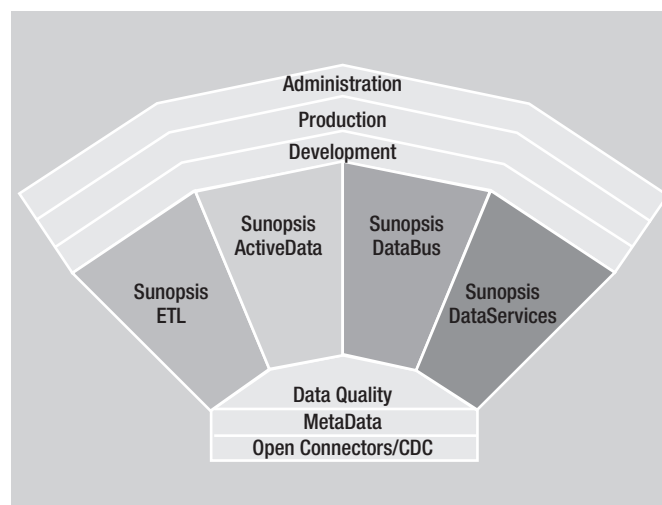 Administration
Production
Development
Sunopsis
ActiveData
Sunopsis
DataBus
Sunopsis
ETL
Sunopsis
DataServices
Data Quality
MetaData
Open Connectors/CDC